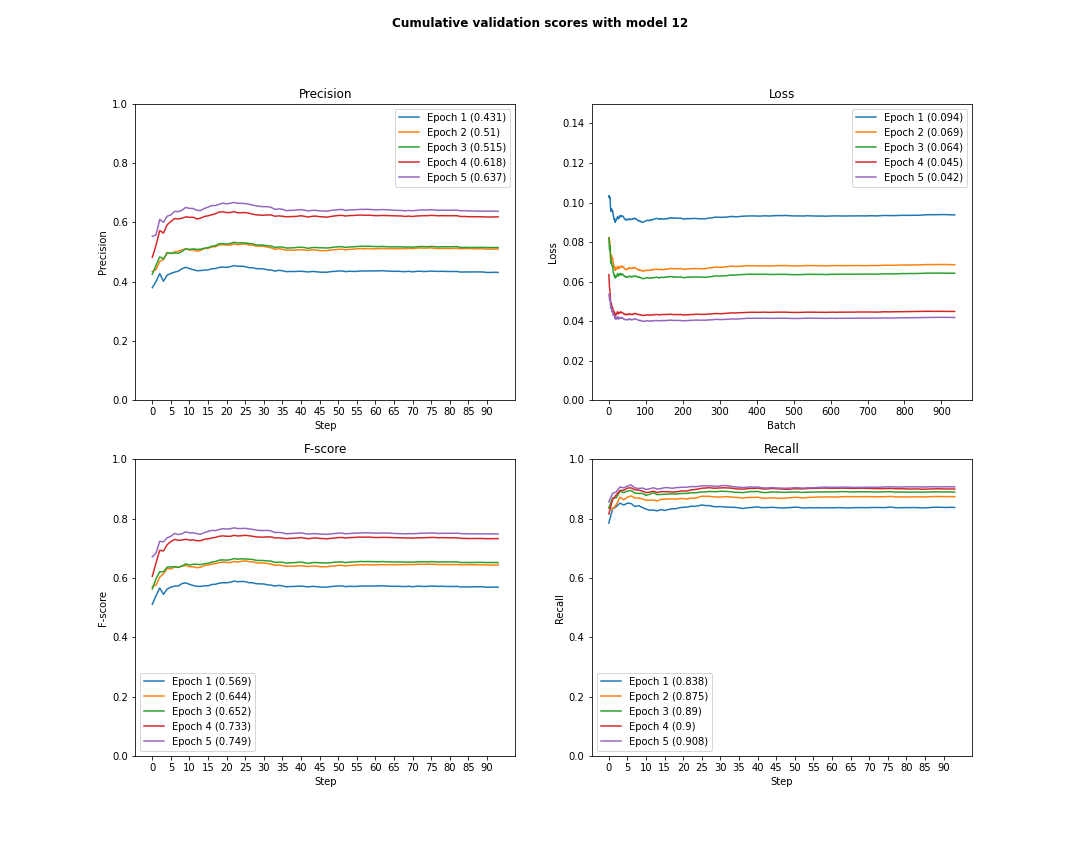 Cumulative validation scores with model 12
Precision
1.0
0.8
0.6
0.4
0.2
0.0
Precision
Epoch 1 (0.431)
Epoch 2 (0.51)
Epoch 3 (0.515)
Epoch 4 (0.618)
Epoch 5 (0.637)
0 5 10 15 20 25 30 35 40 45 50 55 60 65 70 75 80 85 90
Step
Loss
0.14
0.12
0.10
0.08
0.06
0.04
0.02
0.00
Loss
Epoch 1 (0.094)
Epoch 2 (0.069)
Epoch 3 (0.064)
Epoch 4 (0.045)
Epoch 5 (0.042)
0 100 200 300 400 500 600 700 800 900
Batch
F-score
1.0
0.8
0.6
0.4
0.2
0.0
F-score
Epoch 1 (0.569)
Epoch 2 (0.644)
Epoch 3 (0.652)
Epoch 4 (0.733)
Epoch 5 (0.749)
0 5 10 15 20 25 30 35 40 45 50 55 60 65 70 75 80 85 90
Step
Recall
1.0
0.8
0.6
0.4
0.2
0.0
Recall
Epoch 1 (0.838)
Epoch 2 (0.875)
Epoch 3 (0.89)
Epoch 4 (0.9)
Epoch 5 (0.908)
0 5 10 15 20 25 30 35 40 45 50 55 60 65 70 75 80 85 90
Step